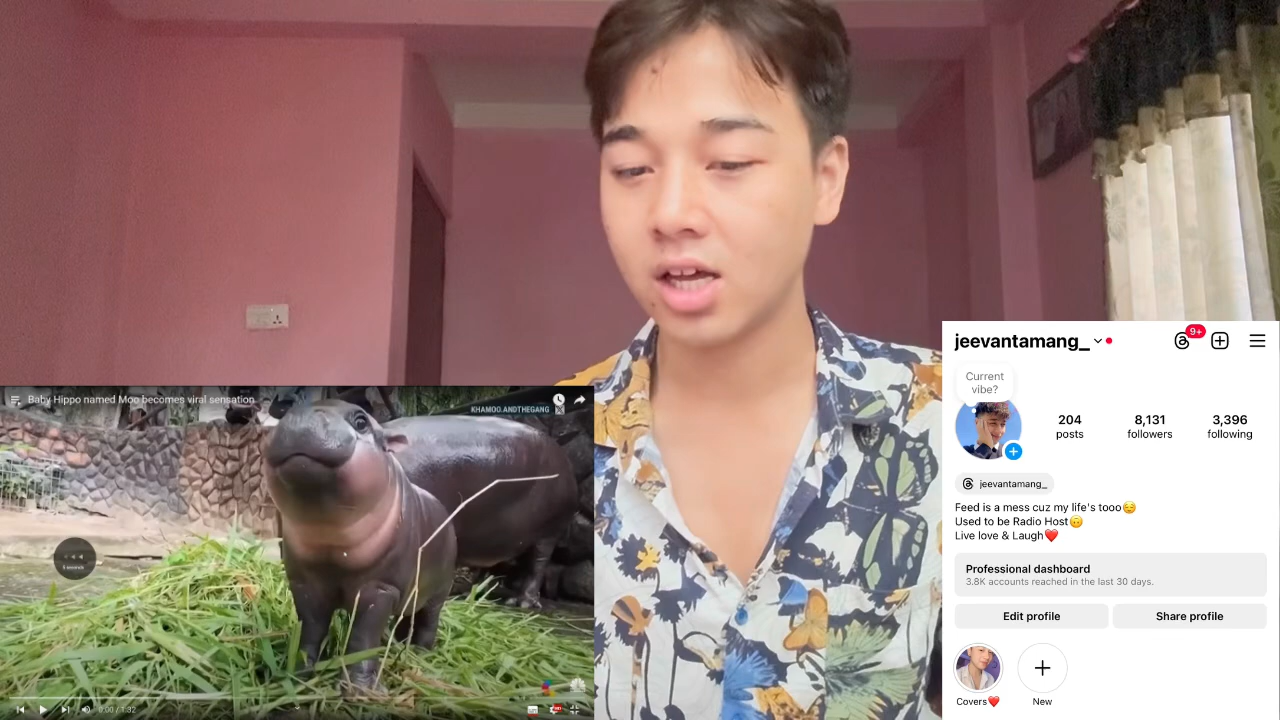 Baby Hippo named Moo becomes viral sensation
KHAMOO.ANDTHEGANG
5 seconds
0:00 / 1:32
jeevantamang_
9+
Current
vibe?
204
posts
8,131
followers
3,396
following
jeevantamang_
Feed is a mess cuz my life's tooo😌
Used to be Radio Host🙃
Live love & Laugh❤️
Professional dashboard
3.8K accounts reached in the last 30 days.
Edit profile
Share profile
Covers❤️
New